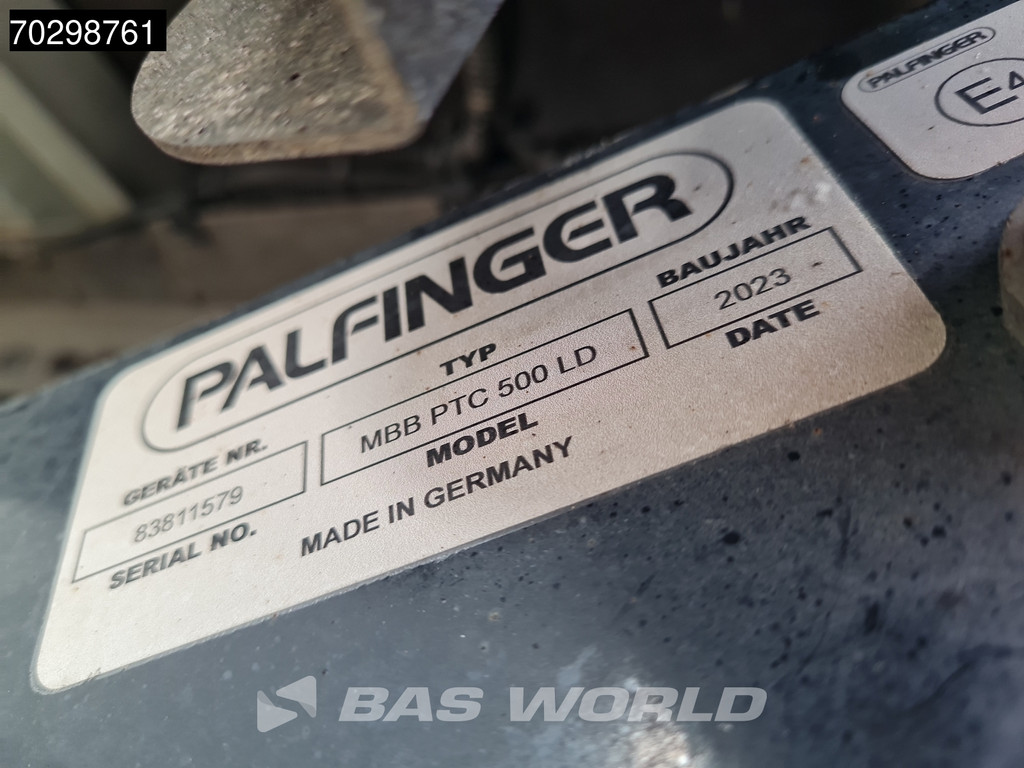 70298761
PALFINGER
E4
PALFINGER
GERÄTE NR. TYP BAUJAHR
83811579 MBB PTC 500 LD 2023
SERIAL NO. MODEL DATE
MADE IN GERMANY
BAS WORLD